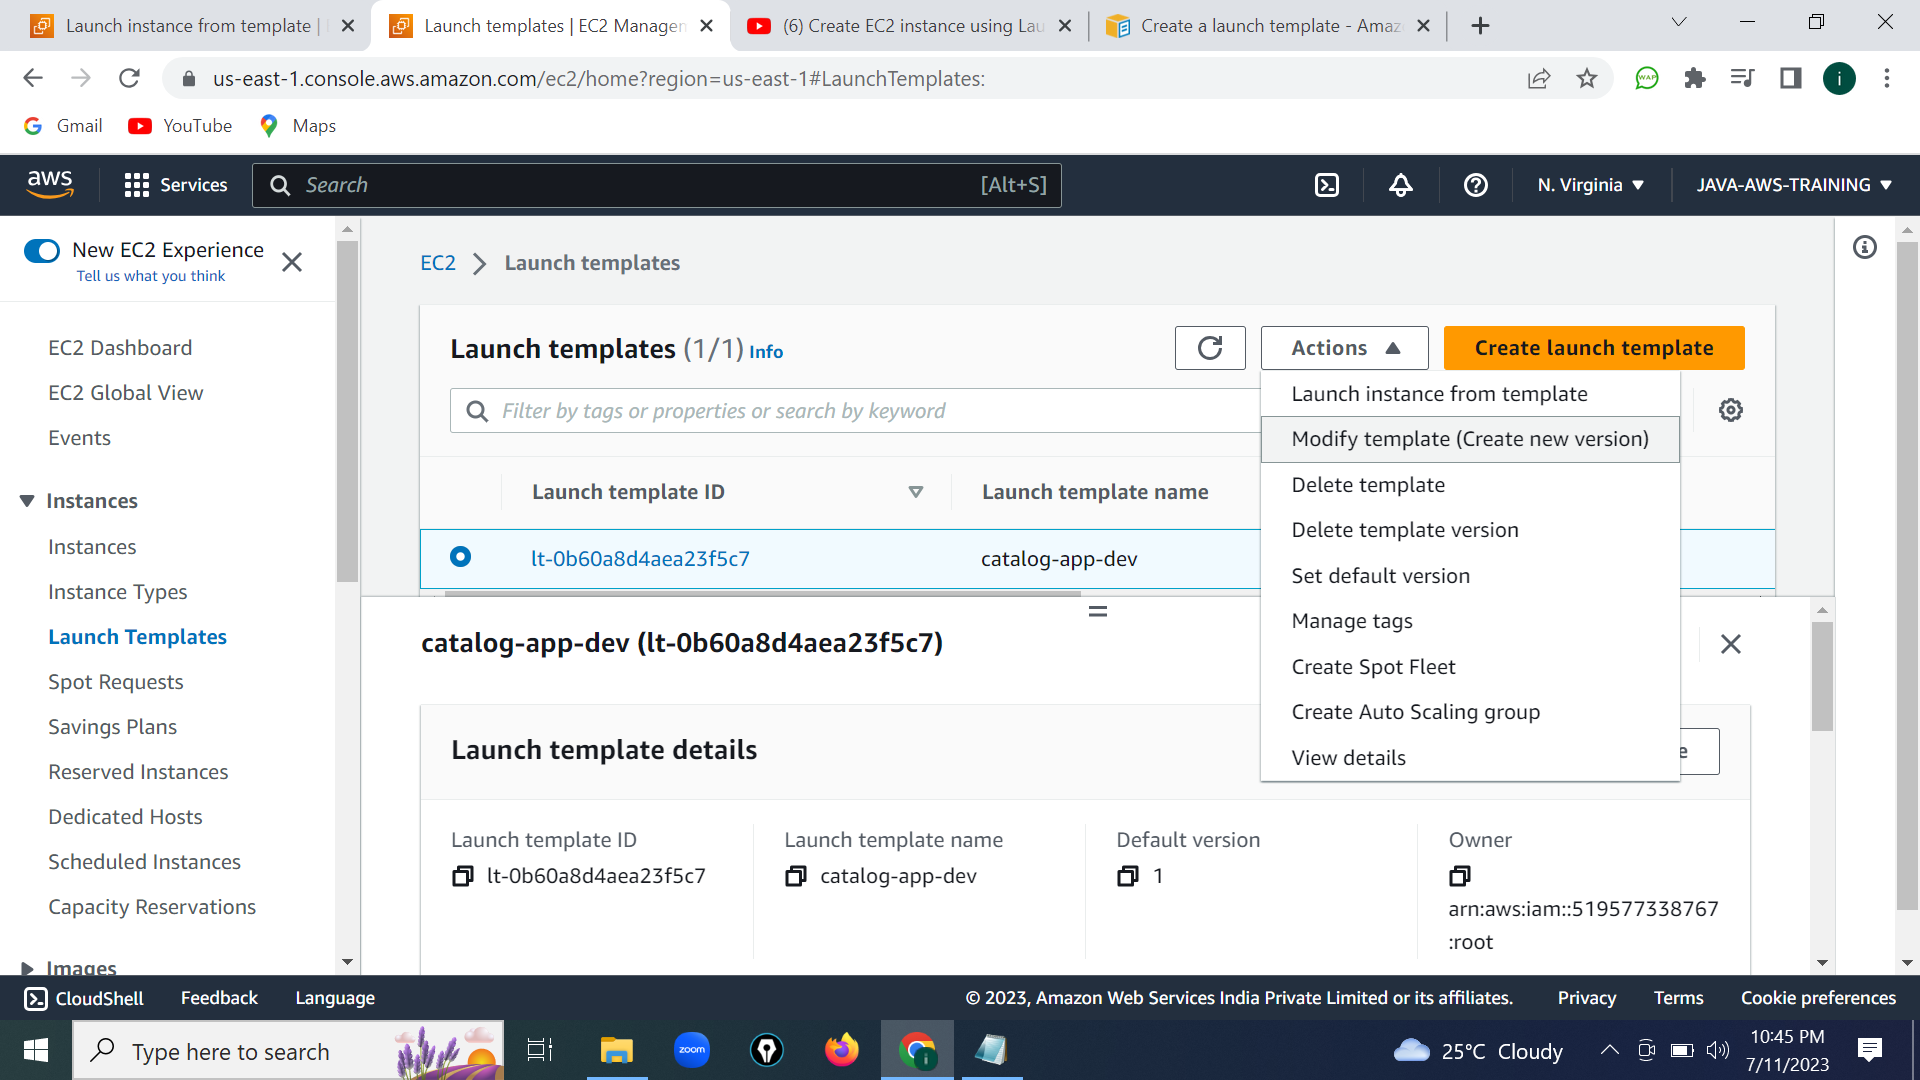 Launch instance from template |
Launch templates | EC2 Managem
(6) Create EC2 instance using Lau
Create a launch template - Amaz
us-east-1.console.aws.amazon.com/ec2/home?region=us-east-1#LaunchTemplates:
WAP
i
Gmail
YouTube
Maps
aws
Services
Search
[Alt+S]
N. Virginia
JAVA-AWS-TRAINING
New EC2 Experience
Tell us what you think
EC2 Dashboard
EC2 Global View
Events
Instances
Instances
Instance Types
Launch Templates
Spot Requests
Savings Plans
Reserved Instances
Dedicated Hosts
Scheduled Instances
Capacity Reservations
Images
EC2
Launch templates
Launch templates (1/1) Info
Actions
Create launch template
Filter by tags or properties or search by keyword
Launch instance from template
Modify template (Create new version)
Delete template
Delete template version
Set default version
Manage tags
Create Spot Fleet
Create Auto Scaling group
View details
Launch template ID
Launch template name
lt-0b60a8d4aea23f5c7
catalog-app-dev
catalog-app-dev (lt-0b60a8d4aea23f5c7)
Launch template details
e
Launch template ID
lt-0b60a8d4aea23f5c7
Launch template name
catalog-app-dev
Default version
1
Owner
arn:aws:iam::519577338767
:root
CloudShell
Feedback
Language
© 2023, Amazon Web Services India Private Limited or its affiliates.
Privacy
Terms
Cookie preferences
Type here to search
zoom
i
25°C Cloudy
10:45 PM
7/11/2023